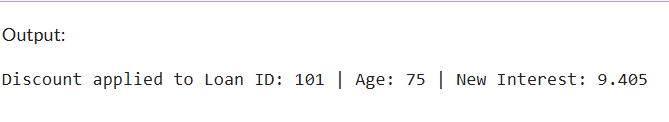 Output:
Discount applied to Loan ID: 101 | Age: 75 | New Interest: 9.405